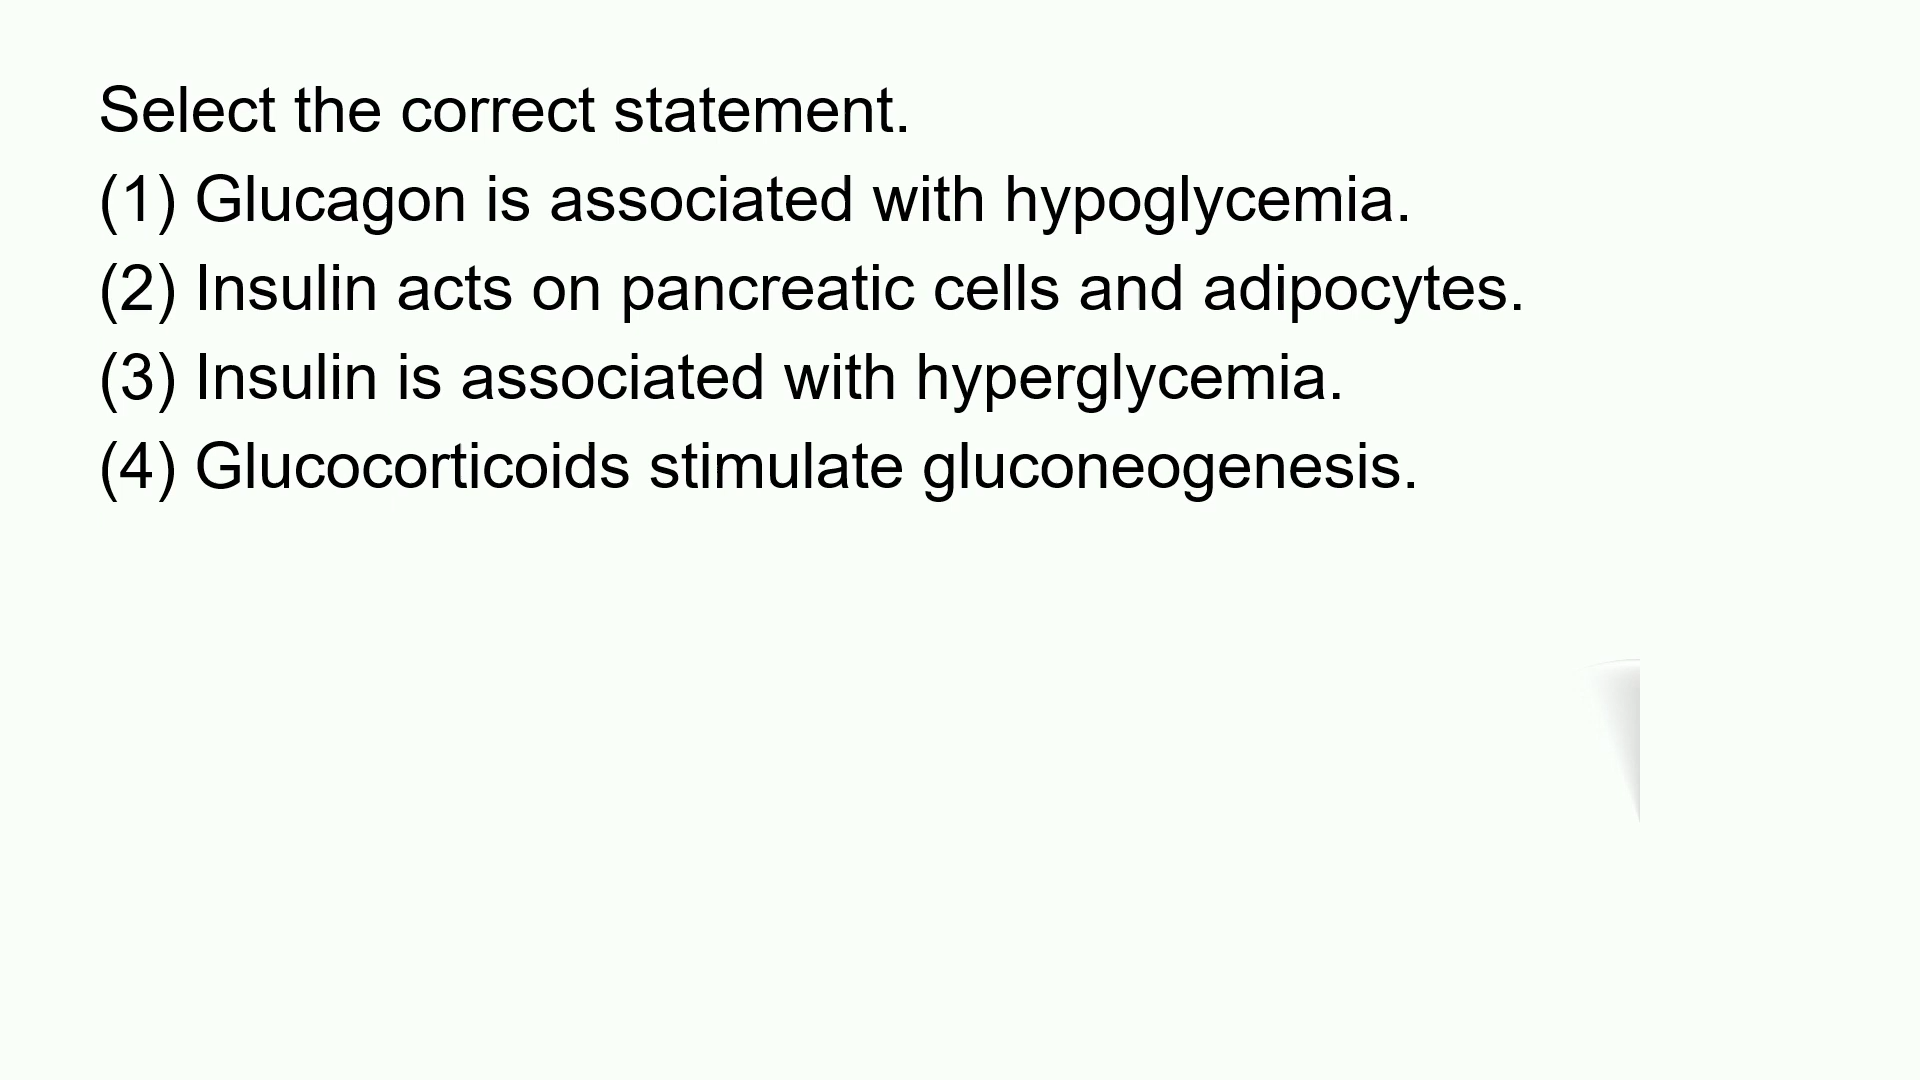 Select the correct statement.
(1) Glucagon is associated with hypoglycemia.
(2) Insulin acts on pancreatic cells and adipocytes.
(3) Insulin is associated with hyperglycemia.
(4) Glucocorticoids stimulate gluconeogenesis.